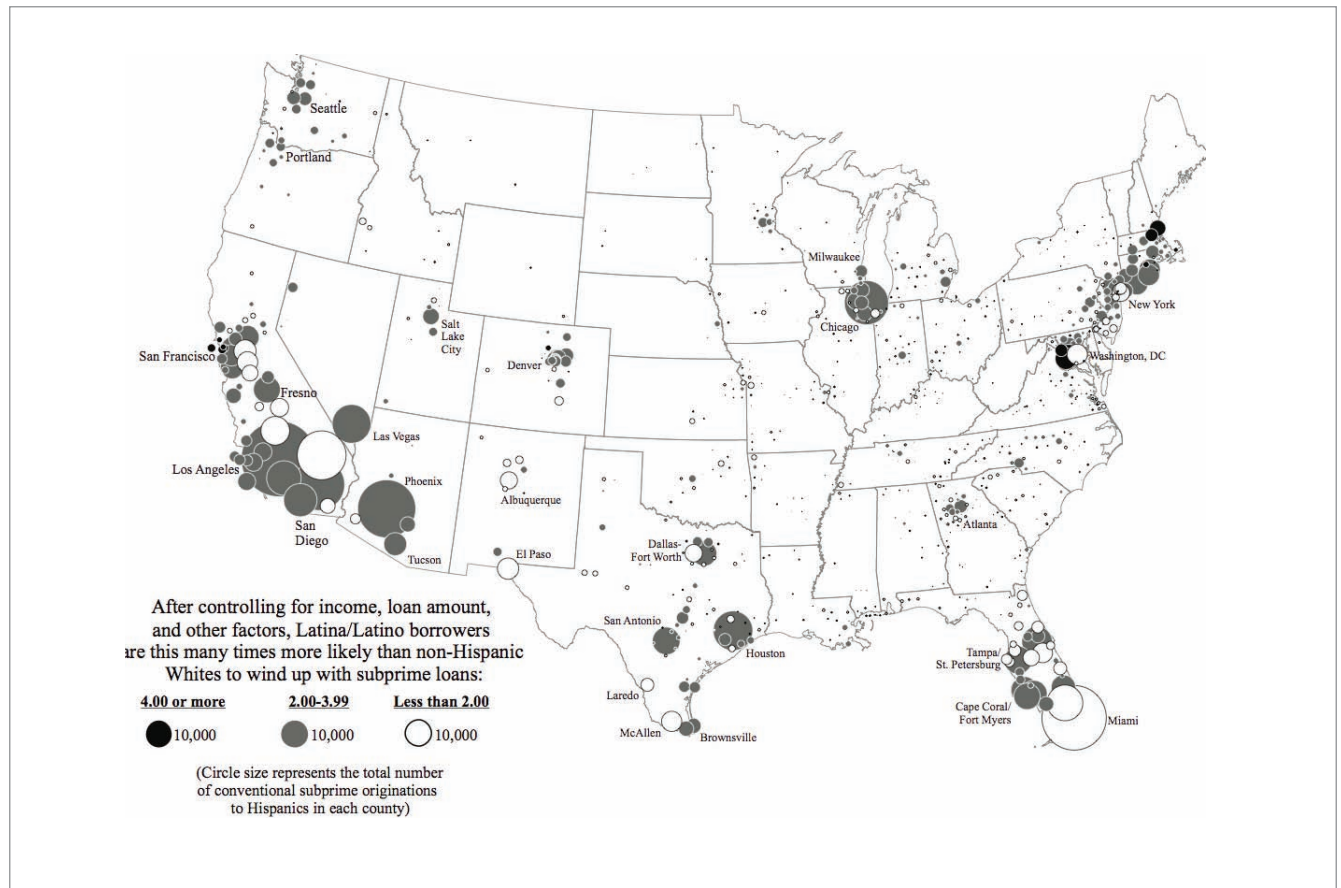 Seattle
Portland
Milwaukee
New York
Chicago
Salt
Lake
City
San Francisco
Denver
Washington, DC
Fresno
Las Vegas
Los Angeles
Phoenix
Albuquerque
San
Diego
Atlanta
Dallas-
Fort Worth
El Paso
Tucson
After controlling for income, loan amount,
and other factors, Latina/Latino borrowers
are this many times more likely than non-Hispanic
Whites to wind up with subprime loans:
4.00 or more
2.00-3.99
Less than 2.00
10,000
10,000
10,000
(Circle size represents the total number
of conventional subprime originations
to Hispanics in each county)
San Antonio
Houston
Tampa/
St. Petersburg
Laredo
Cape Coral/
Fort Myers
Miami
McAllen
Brownsville